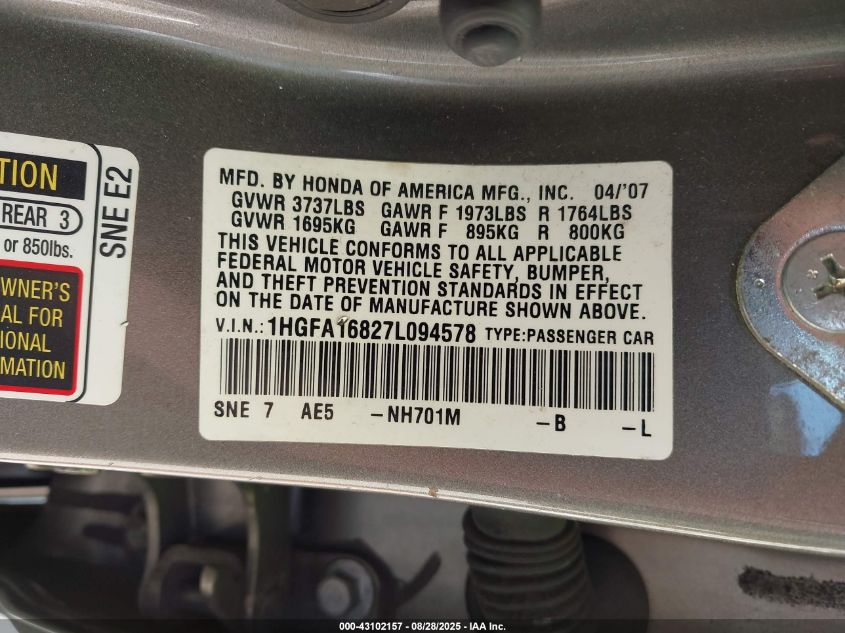 TION
REAR 3
or 850lbs.
WNER'S
AL FOR
IONAL
MATION
SNE E2
MFD. BY HONDA OF AMERICA MFG., INC. 04/'07
GVWR 3737LBS GAWR F 1973LBS R 1764LBS
GVWR 1695KG GAWR F 895KG R 800KG
THIS VEHICLE CONFORMS TO ALL APPLICABLE
FEDERAL MOTOR VEHICLE SAFETY, BUMPER,
AND THEFT PREVENTION STANDARDS IN EFFECT
ON THE DATE OF MANUFACTURE SHOWN ABOVE.
V.I.N.: 1HGFA16827L094578 TYPE:PASSENGER CAR
SNE 7 AE5 -NH701M -B -L
000-43102157 - 08/28/2025 - IAA Inc.